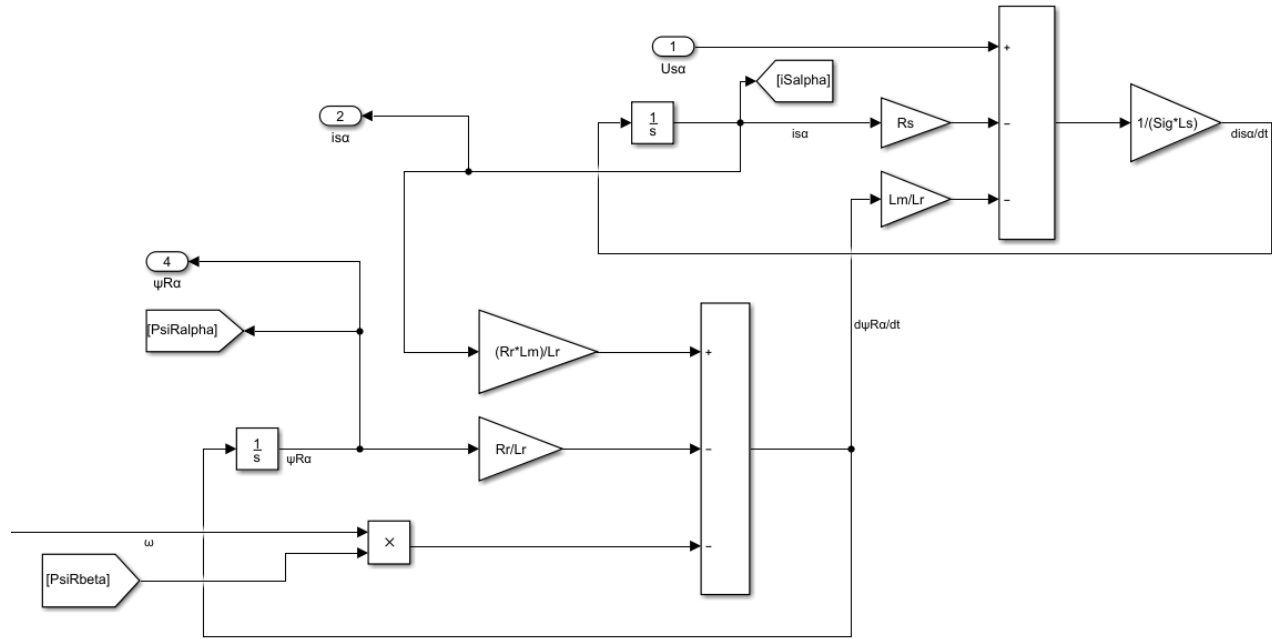 1
Usα
+
[iSalpha]
2
isα
1
s
isα
Rs
−
1/(Sig*Ls)
disα/dt
Lm/Lr
−
4
ψRα
[PsiRalpha]
dψRα/dt
(Rr*Lm)/Lr
+
1
s
ψRα
Rr/Lr
−
ω
×
−
[PsiRbeta]